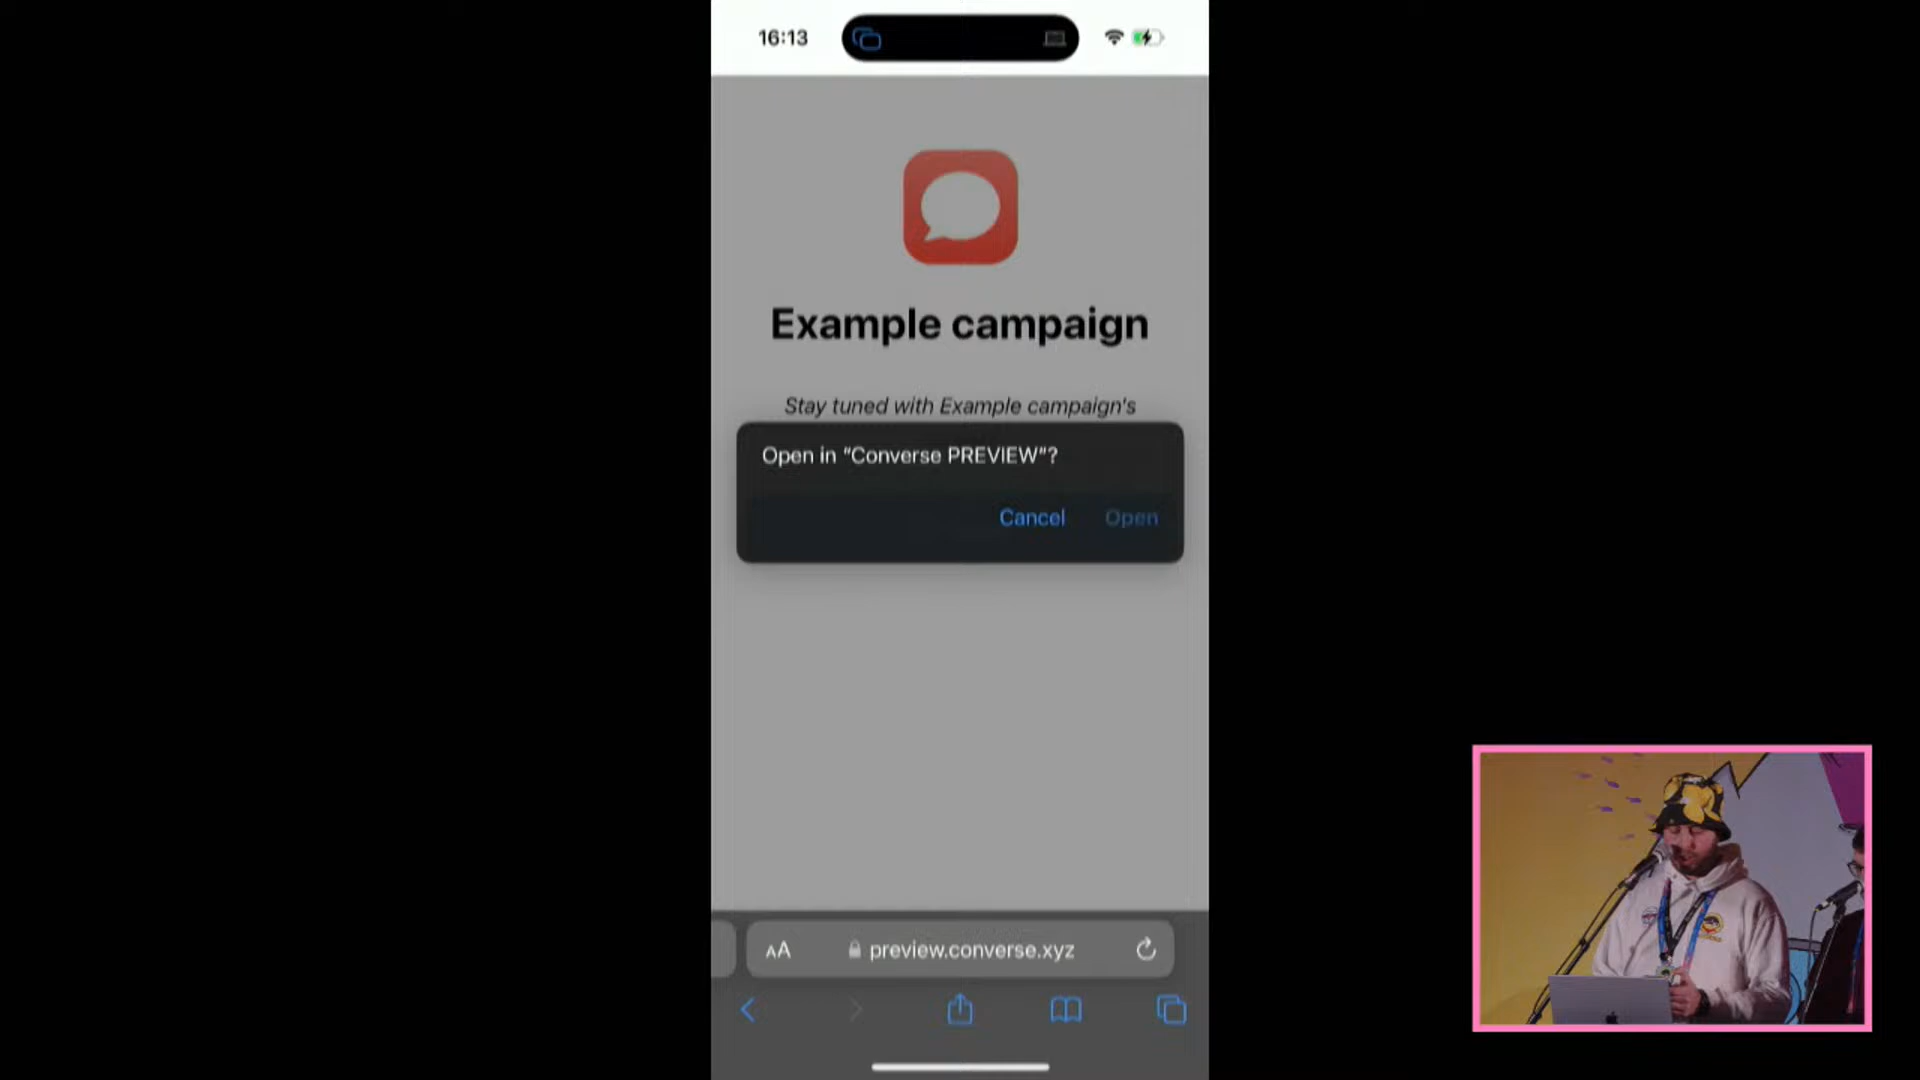 16:13
Example campaign
Stay tuned with Example campaign's
Open in "Converse PREVIEW"?
Cancel Open
AA preview.converse.xyz